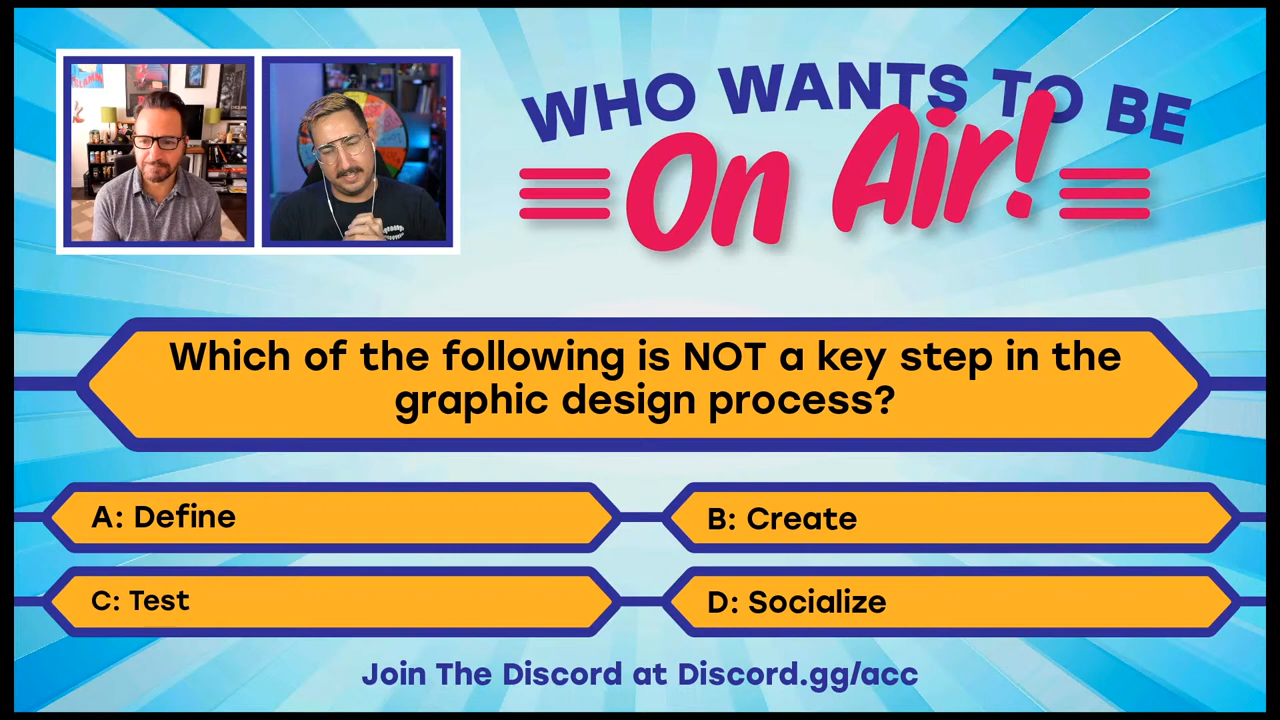 WHO WANTS TO BE
On Air!
Which of the following is NOT a key step in the
graphic design process?
A: Define
B: Create
C: Test
D: Socialize
Join The Discord at Discord.gg/acc